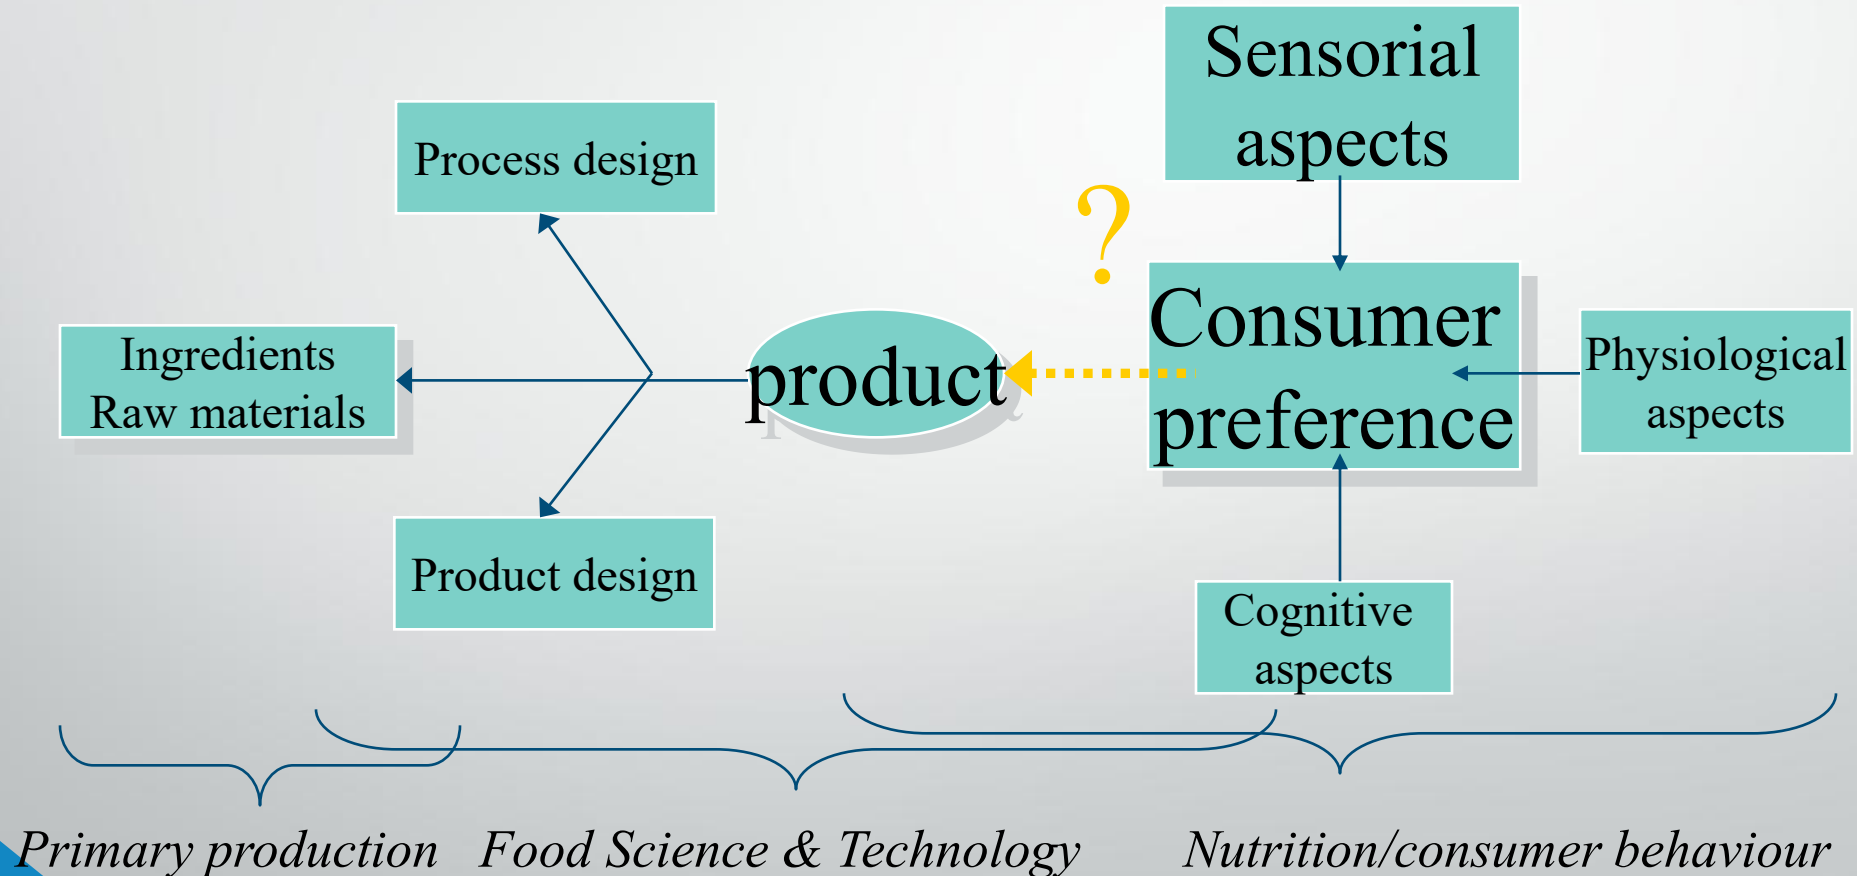 Sensorial
aspects
Process design
?
Consumer
preference
Ingredients
Raw materials
product
Physiological
aspects
Product design
Cognitive
aspects
Primary production
Food Science & Technology
Nutrition/consumer behaviour